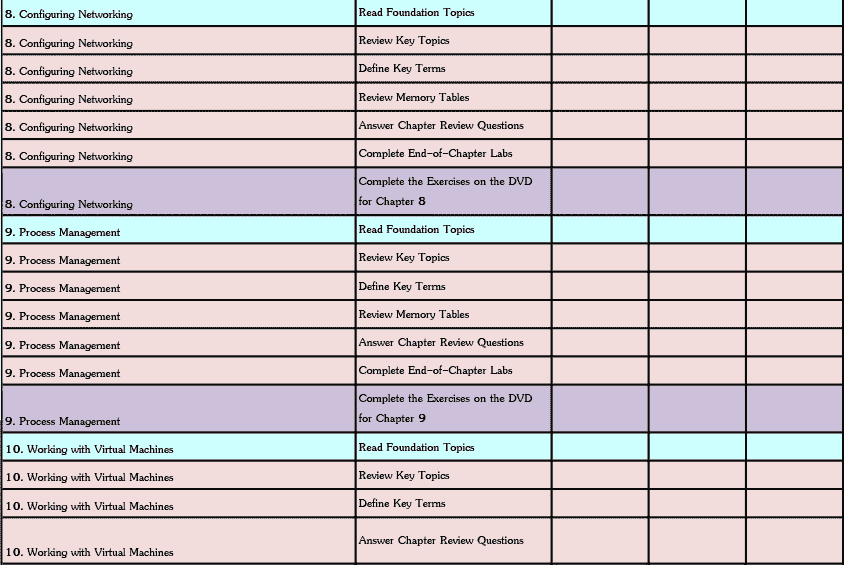 8. Configuring Networking Read Foundation Topics
8. Configuring Networking Review Key Topics
8. Configuring Networking Define Key Terms
8. Configuring Networking Review Memory Tables
8. Configuring Networking Answer Chapter Review Questions
8. Configuring Networking Complete End-of-Chapter Labs
Complete the Exercises on the DVD
8. Configuring Networking for Chapter 8
9. Process Management Read Foundation Topics
9. Process Management Review Key Topics
9. Process Management Define Key Terms
9. Process Management Review Memory Tables
9. Process Management Answer Chapter Review Questions
9. Process Management Complete End-of-Chapter Labs
Complete the Exercises on the DVD
9. Process Management for Chapter 9
10. Working with Virtual Machines Read Foundation Topics
10. Working with Virtual Machines Review Key Topics
10. Working with Virtual Machines Define Key Terms
10. Working with Virtual Machines Answer Chapter Review Questions